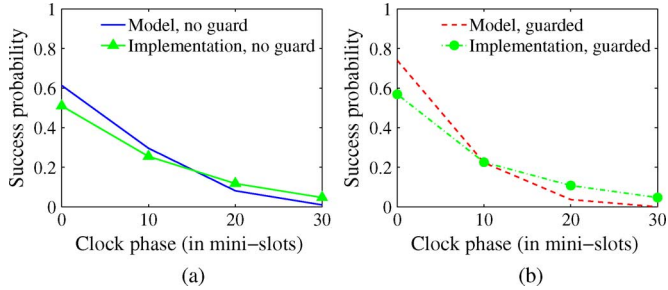 1
0.8
0.6
0.4
0.2
0
Success probability
Model, no guard
Implementation, no guard
0 10 20 30
Clock phase (in mini-slots)
(a)
1
0.8
0.6
0.4
0.2
0
Success probability
Model, guarded
Implementation, guarded
0 10 20 30
Clock phase (in mini-slots)
(b)